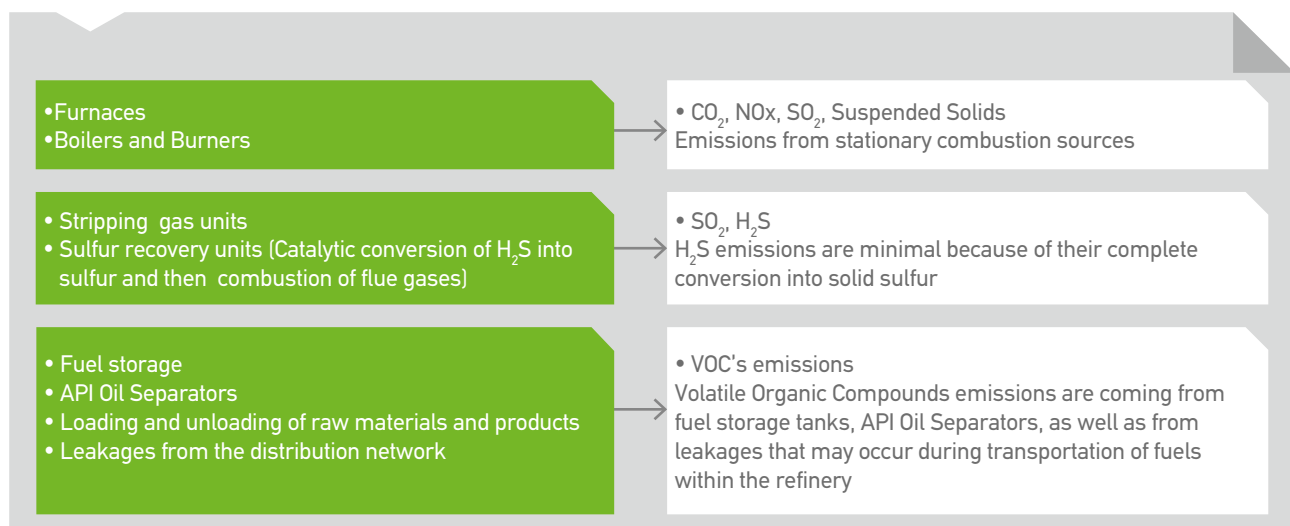 •Furnaces
•Boilers and Burners
• CO₂, NOx, SO₂, Suspended Solids
Emissions from stationary combustion sources
• Stripping gas units
• Sulfur recovery units (Catalytic conversion of H₂S into
sulfur and then combustion of flue gases)
• SO₂, H₂S
H₂S emissions are minimal because of their complete
conversion into solid sulfur
• Fuel storage
• API Oil Separators
• Loading and unloading of raw materials and products
• Leakages from the distribution network
• VOC's emissions
Volatile Organic Compounds emissions are coming from
fuel storage tanks, API Oil Separators, as well as from
leakages that may occur during transportation of fuels
within the refinery